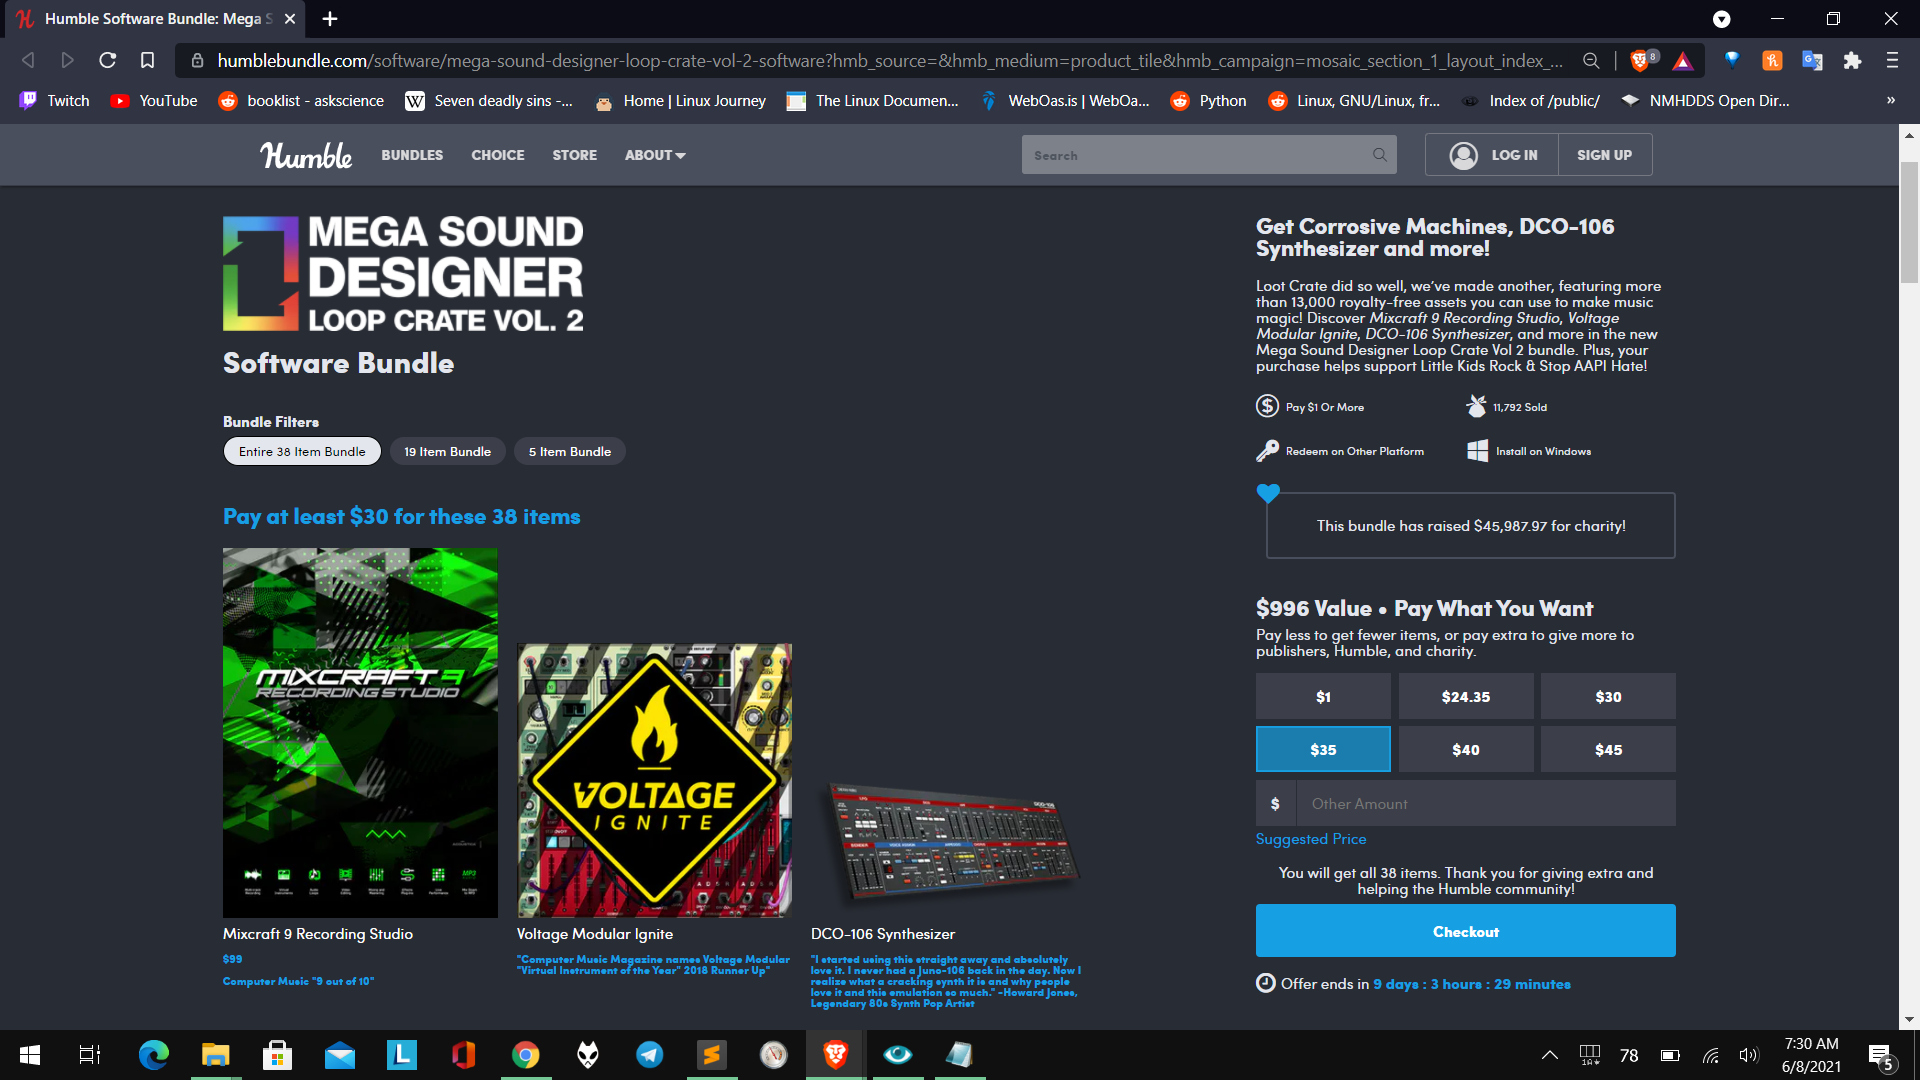 Humble Software Bundle: Mega S
humblebundle.com/software/mega-sound-designer-loop-crate-vol-2-software?hmb_source=&hmb_medium=product_tile&hmb_campaign=mosaic_section_1_layout_index_...
8
Twitch
YouTube
booklist - askscience
Seven deadly sins -...
Home | Linux Journey
The Linux Documen...
WebOas.is | WebOa...
Python
Linux, GNU/Linux, fr...
Index of /public/
NMHDDS Open Dir...
»
Humble
BUNDLES
CHOICE
STORE
ABOUT
Search
LOG IN
SIGN UP
MEGA SOUND
DESIGNER
LOOP CRATE VOL. 2
Software Bundle
Bundle Filters
Entire 38 Item Bundle
19 Item Bundle
5 Item Bundle
Pay at least $30 for these 38 items
MIXCRAFT 9
RECORDING STUDIO
VOLTAGE
IGNITE
DCO-106
Mixcraft 9 Recording Studio
$99
Computer Music "9 out of 10"
Voltage Modular Ignite
"Computer Music Magazine names Voltage Modular
"Virtual Instrument of the Year" 2018 Runner Up"
DCO-106 Synthesizer
"I started using this straight away and absolutely
love it. I never had a Juno-106 back in the day. Now I
realize what a cracking synth it is and why people
love it and this emulation so much." -Howard Jones,
Legendary 80s Synth Pop Artist
Get Corrosive Machines, DCO-106
Synthesizer and more!
Loot Crate did so well, we've made another, featuring more
than 13,000 royalty-free assets you can use to make music
magic! Discover Mixcraft 9 Recording Studio, Voltage
Modular Ignite, DCO-106 Synthesizer, and more in the new
Mega Sound Designer Loop Crate Vol 2 bundle. Plus, your
purchase helps support Little Kids Rock & Stop AAPI Hate!
Pay $1 Or More
11,792 Sold
Redeem on Other Platform
Install on Windows
This bundle has raised $45,987.97 for charity!
$996 Value • Pay What You Want
Pay less to get fewer items, or pay extra to give more to
publishers, Humble, and charity.
$1
$24.35
$30
$35
$40
$45
$
Other Amount
Suggested Price
You will get all 38 items. Thank you for giving extra and
helping the Humble community!
Checkout
Offer ends in 9 days : 3 hours : 29 minutes
78
7:30 AM
6/8/2021
5